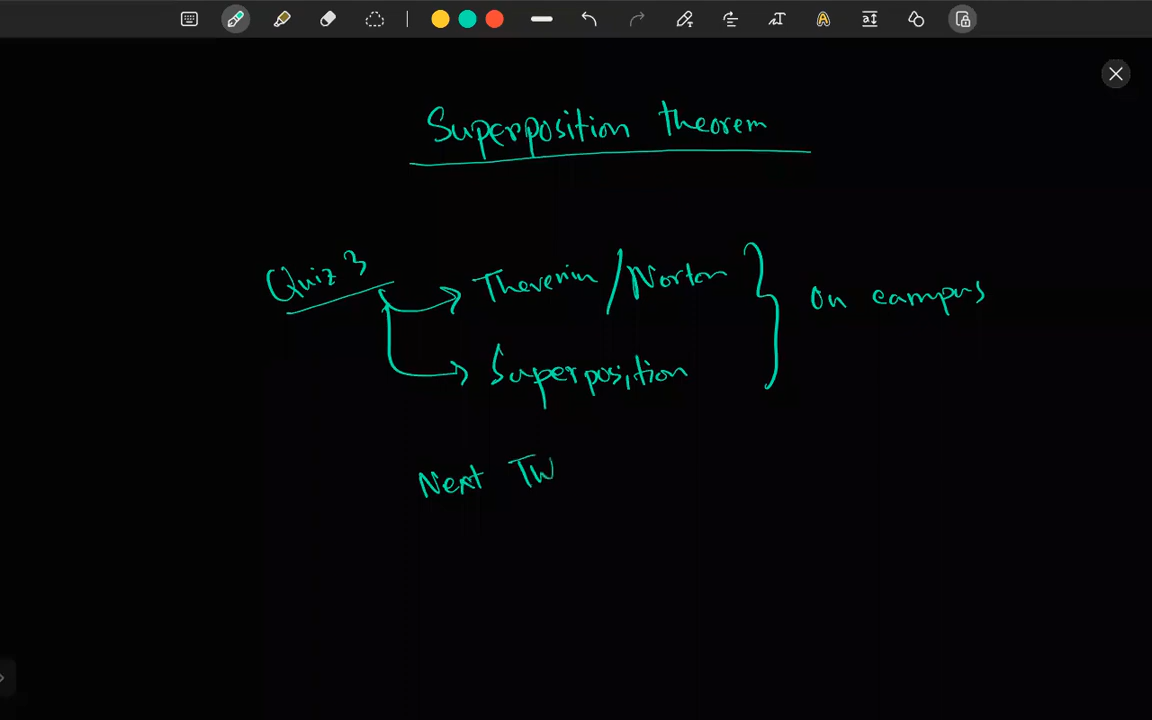 Superposition theorem
Quiz 3
Thevenin / Norton
On campus
Superposition
Next TW